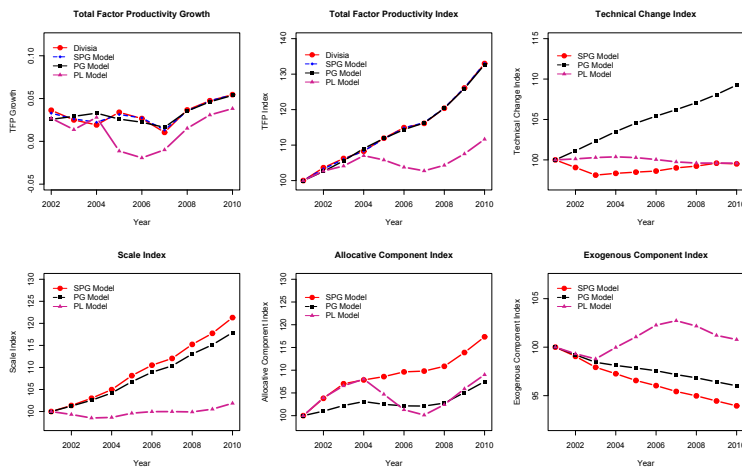 Total Factor Productivity Growth
TFP Growth
0.10
0.05
0.00
-0.05
Divisia
SPG Model
PG Model
PL Model
2002 2004 2006 2008 2010
Year
Total Factor Productivity Index
TFP Index
140
130
120
110
100
Divisia
SPG Model
PG Model
PL Model
2002 2004 2006 2008 2010
Year
Technical Change Index
Technical Change Index
115
110
105
100
SPG Model
PG Model
PL Model
2002 2004 2006 2008 2010
Year
Scale Index
Scale Index
130
125
120
115
110
105
100
SPG Model
PG Model
PL Model
2002 2004 2006 2008 2010
Year
Allocative Component Index
Allocative Component Index
130
125
120
115
110
105
100
SPG Model
PG Model
PL Model
2002 2004 2006 2008 2010
Year
Exogenous Component Index
Exogenous Component Index
105
100
95
SPG Model
PG Model
PL Model
2002 2004 2006 2008 2010
Year